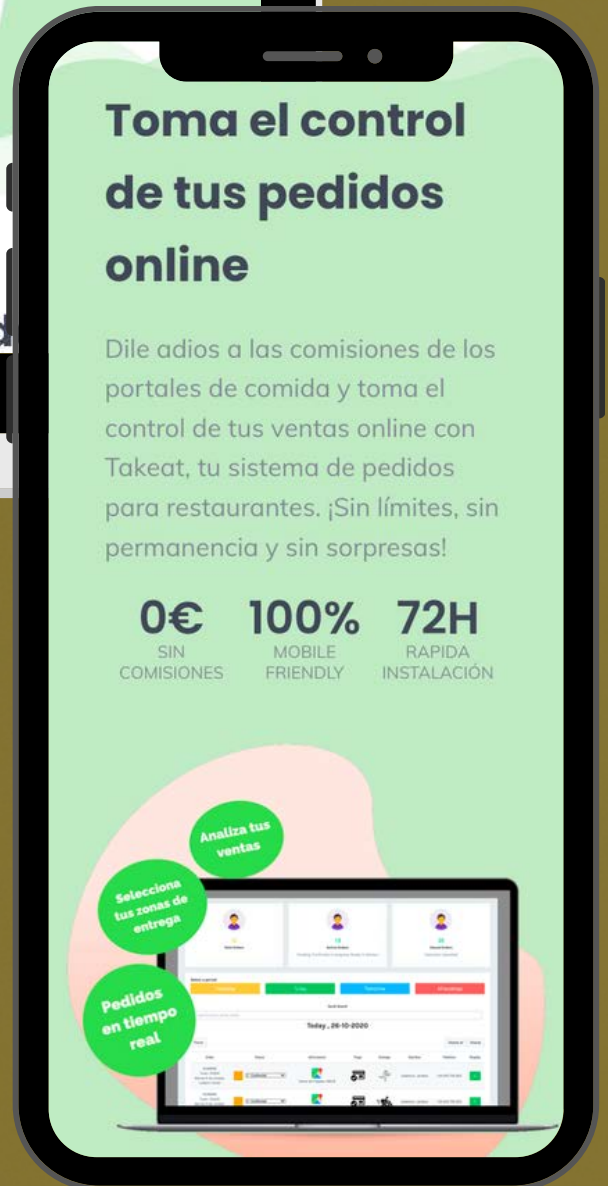 Toma el control
de tus pedidos
online
Dile adios a las comisiones de los
portales de comida y toma el
control de tus ventas online con
Takeat, tu sistema de pedidos
para restaurantes. ¡Sin límites, sin
permanencia y sin sorpresas!
0€ 100% 72H
SIN MOBILE RAPIDA
COMISIONES FRIENDLY INSTALACIÓN
Analiza tus
ventas
Selecciona
tus zonas de
entrega
Pedidos
en tiempo
real
Today , 26-10-2020